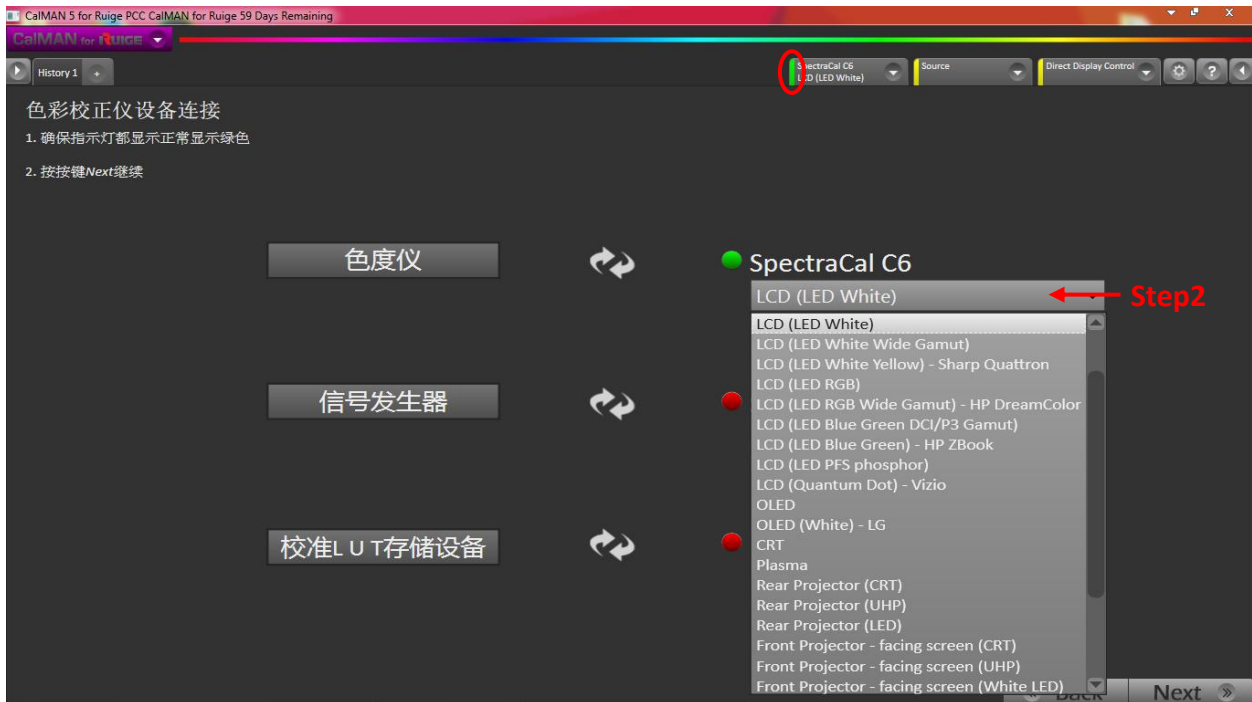 CalMAN 5 for Ruige PCC CalMAN for Ruige 59 Days Remaining
CalMAN for RUIGE
History 1
SpectraCal C6
LCD (LED White)
Source
Direct Display Control
色彩校正仪设备连接
1. 确保指示灯都显示正常显示绿色
2. 按按键Next继续
色度仪
SpectraCal C6
LCD (LED White)
Step2
LCD (LED White)
LCD (LED White Wide Gamut)
LCD (LED White Yellow) - Sharp Quattron
LCD (LED RGB)
信号发生器
LCD (LED RGB Wide Gamut) - HP DreamColor
LCD (LED Blue Green DCI/P3 Gamut)
LCD (LED Blue Green) - HP ZBook
LCD (LED PFS phosphor)
LCD (Quantum Dot) - Vizio
OLED
OLED (White) - LG
校准L U T存储设备
CRT
Plasma
Rear Projector (CRT)
Rear Projector (UHP)
Rear Projector (LED)
Front Projector - facing screen (CRT)
Front Projector - facing screen (UHP)
Front Projector - facing screen (White LED)
Back
Next